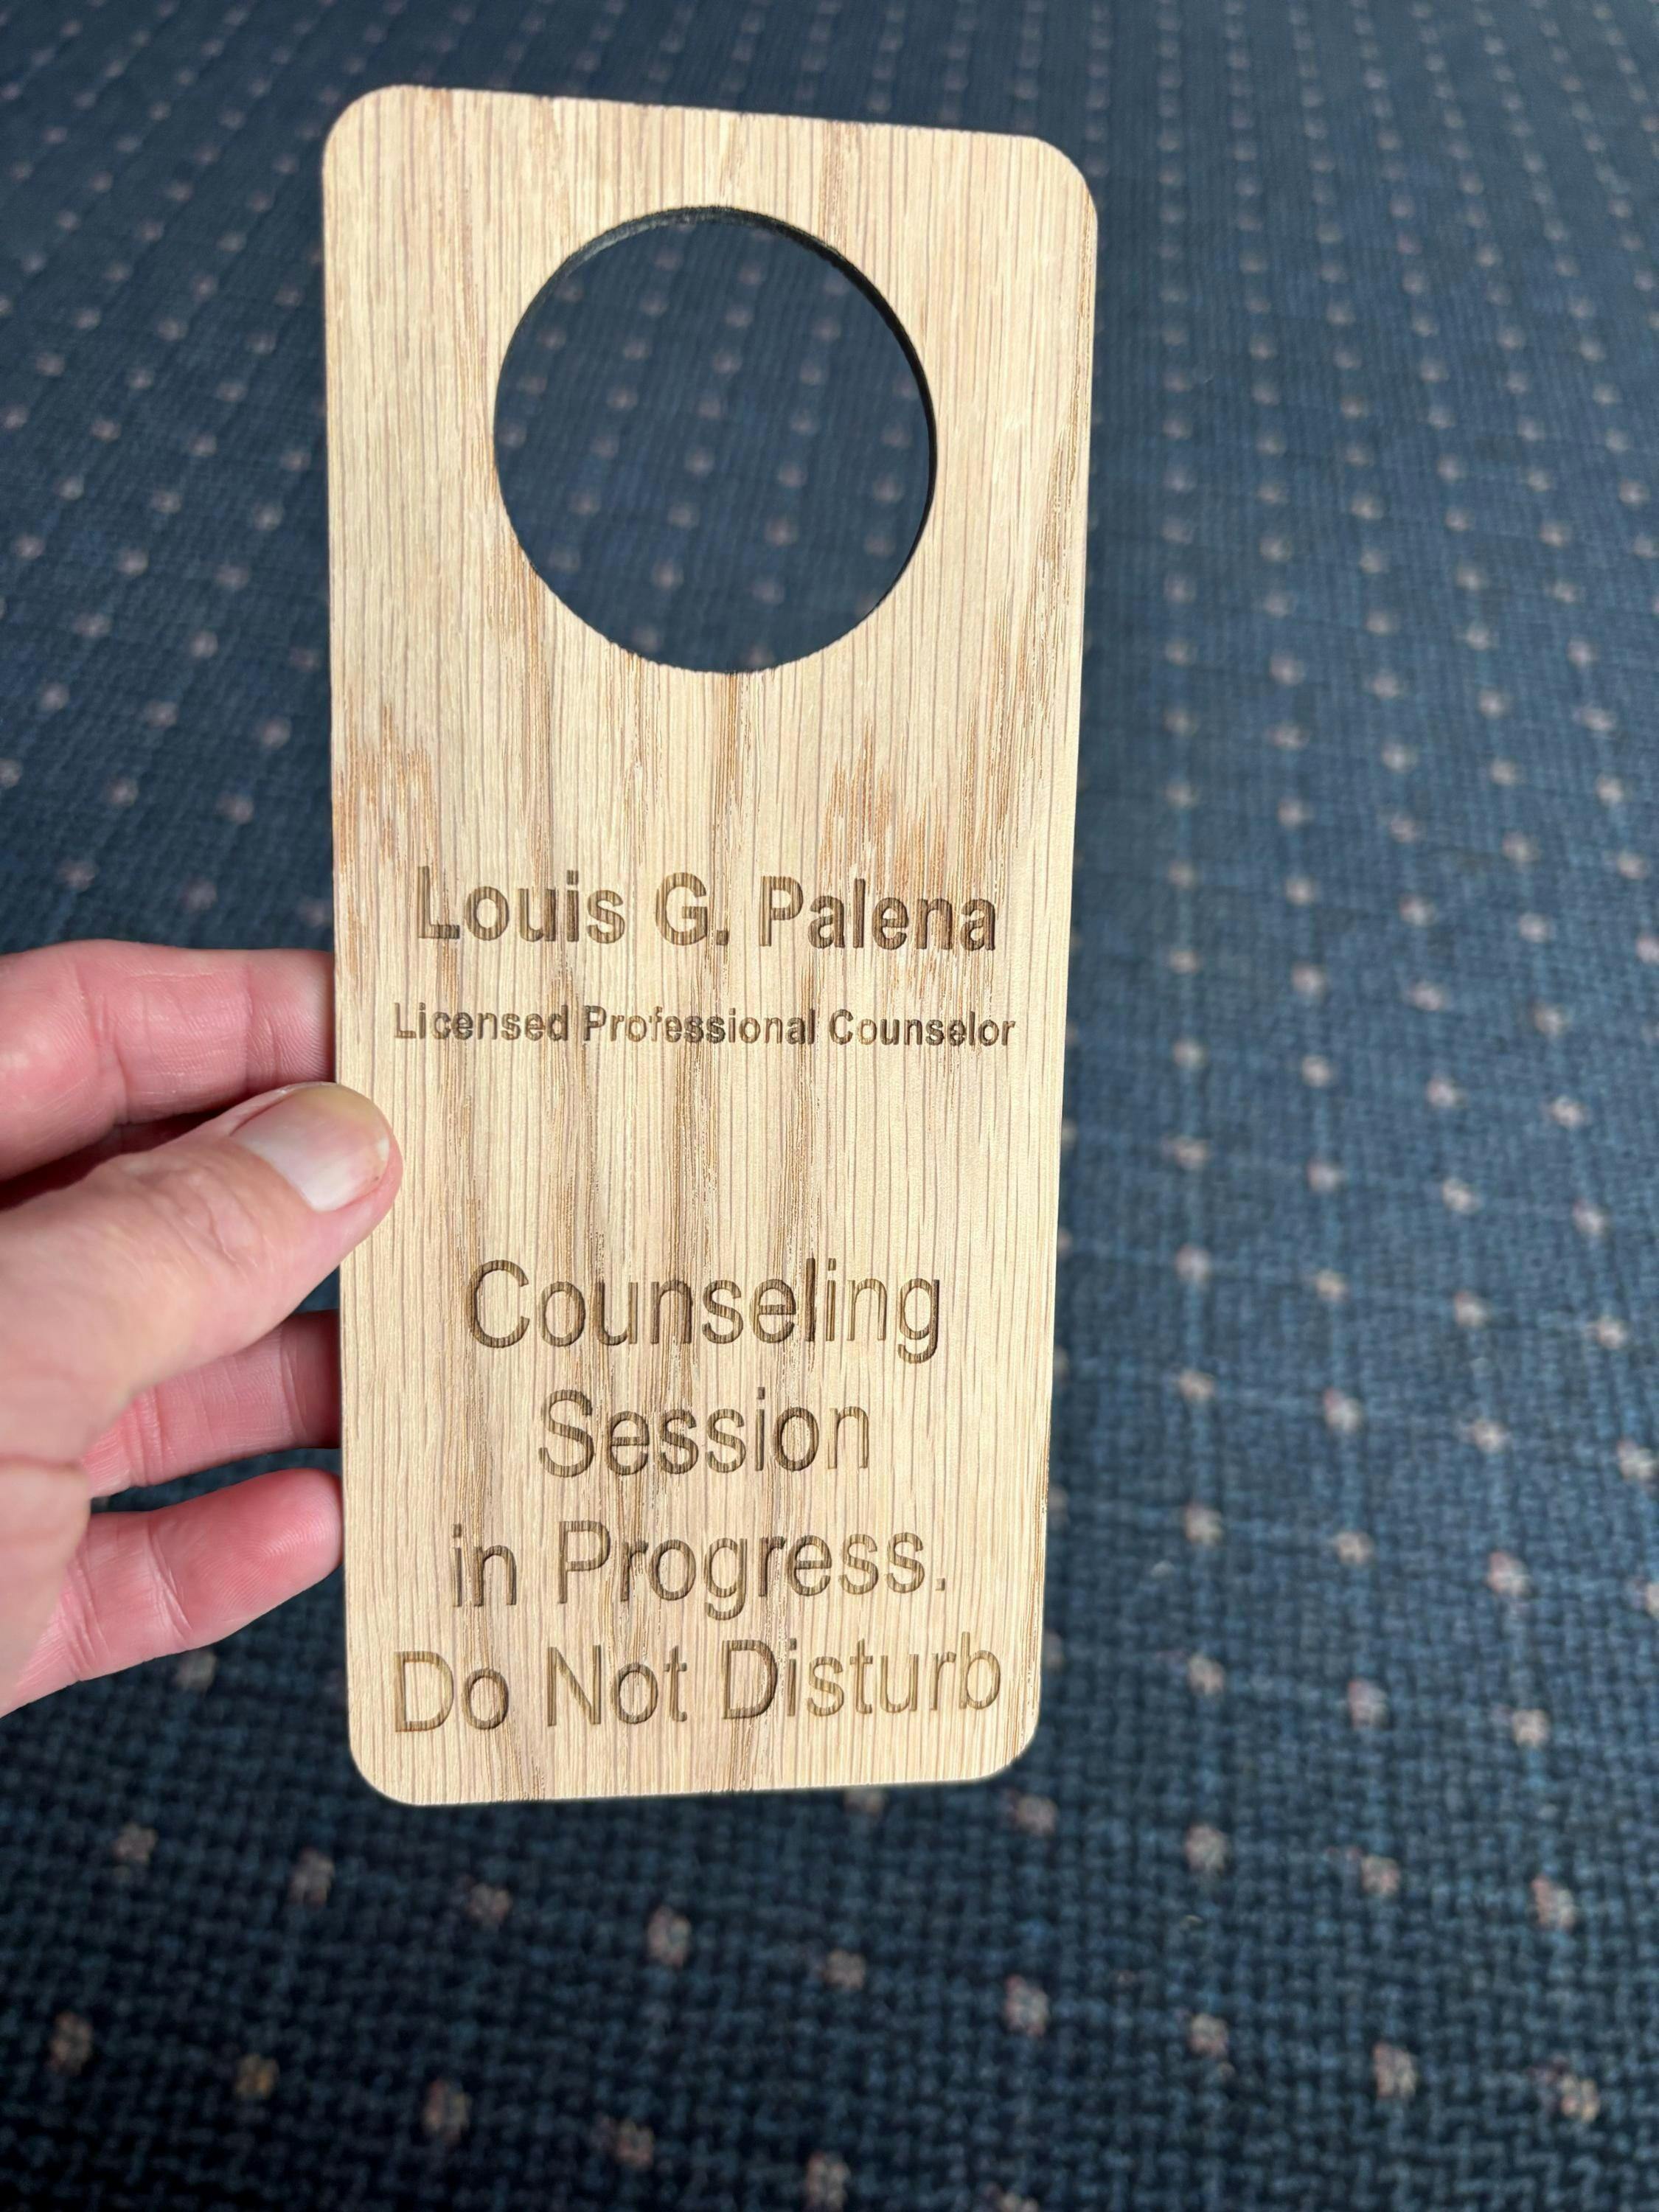 Louis G. Palena
Licensed Professional Counselor
Counseling
Session
in Progress.
Do Not Disturb